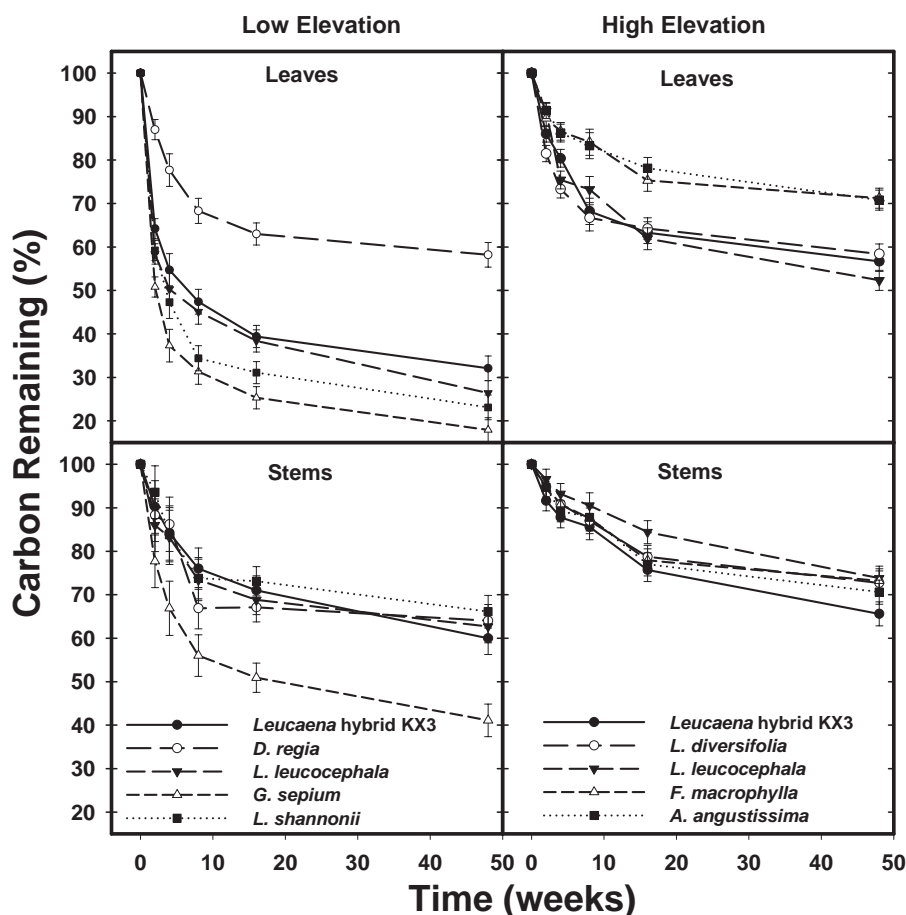 Low Elevation
High Elevation
Leaves
Leaves
100
90
80
70
60
50
40
30
20
Stems
Stems
100
90
80
70
60
50
40
30
20
Carbon Remaining (%)
Leucaena hybrid KX3
D. regia
L. leucocephala
G. sepium
L. shannonii
Leucaena hybrid KX3
L. diversifolia
L. leucocephala
F. macrophylla
A. angustissima
0 10 20 30 40 50 0 10 20 30 40 50
Time (weeks)